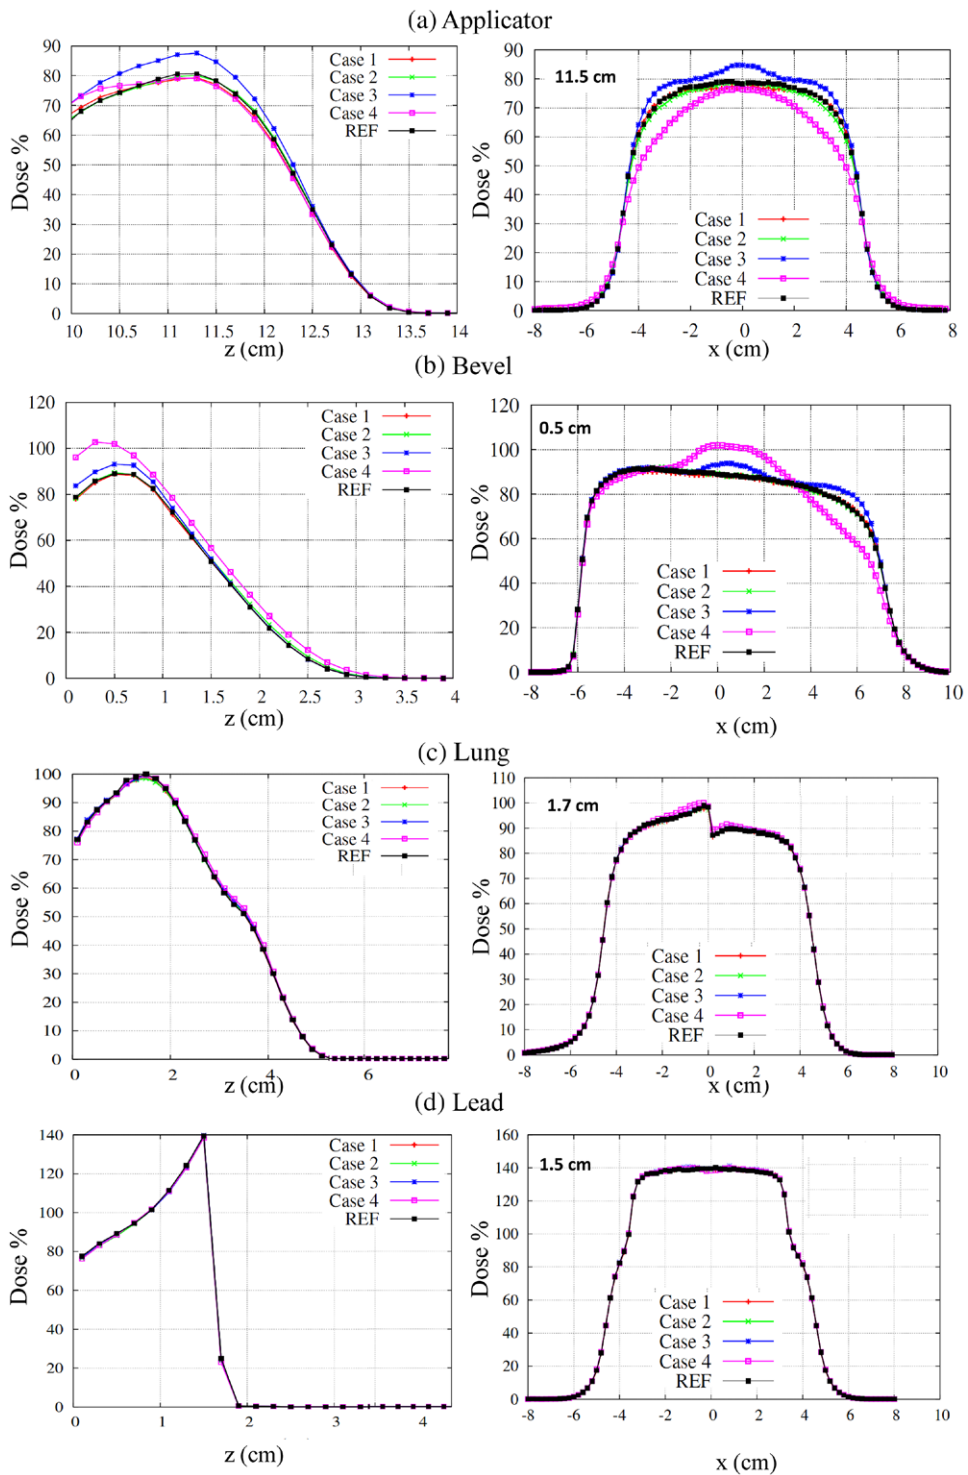 (a) Applicator
90
80
70
60
50
40
30
20
10
0
Dose %
Case 1
Case 2
Case 3
Case 4
REF
10 10.5 11 11.5 12 12.5 13 13.5 14
z (cm)
90
80
70
60
50
40
30
20
10
0
Dose %
11.5 cm
Case 1
Case 2
Case 3
Case 4
REF
-8 -6 -4 -2 0 2 4 6 8
x (cm)
(b) Bevel
120
100
80
60
40
20
0
Dose %
Case 1
Case 2
Case 3
Case 4
REF
0 0.5 1 1.5 2 2.5 3 3.5 4
z (cm)
120
100
80
60
40
20
0
Dose %
0.5 cm
Case 1
Case 2
Case 3
Case 4
REF
-8 -6 -4 -2 0 2 4 6 8 10
x (cm)
(c) Lung
100
90
80
70
60
50
40
30
20
10
0
Dose %
Case 1
Case 2
Case 3
Case 4
REF
0 2 4 6
z (cm)
110
100
90
80
70
60
50
40
30
20
10
0
Dose %
1.7 cm
Case 1
Case 2
Case 3
Case 4
REF
-8 -6 -4 -2 0 2 4 6 8 10
x (cm)
(d) Lead
140
120
100
80
60
40
20
0
Dose %
Case 1
Case 2
Case 3
Case 4
REF
0 1 2 3 4
z (cm)
160
140
120
100
80
60
40
20
0
Dose %
1.5 cm
Case 1
Case 2
Case 3
Case 4
REF
-8 -6 -4 -2 0 2 4 6 8 10
x (cm)